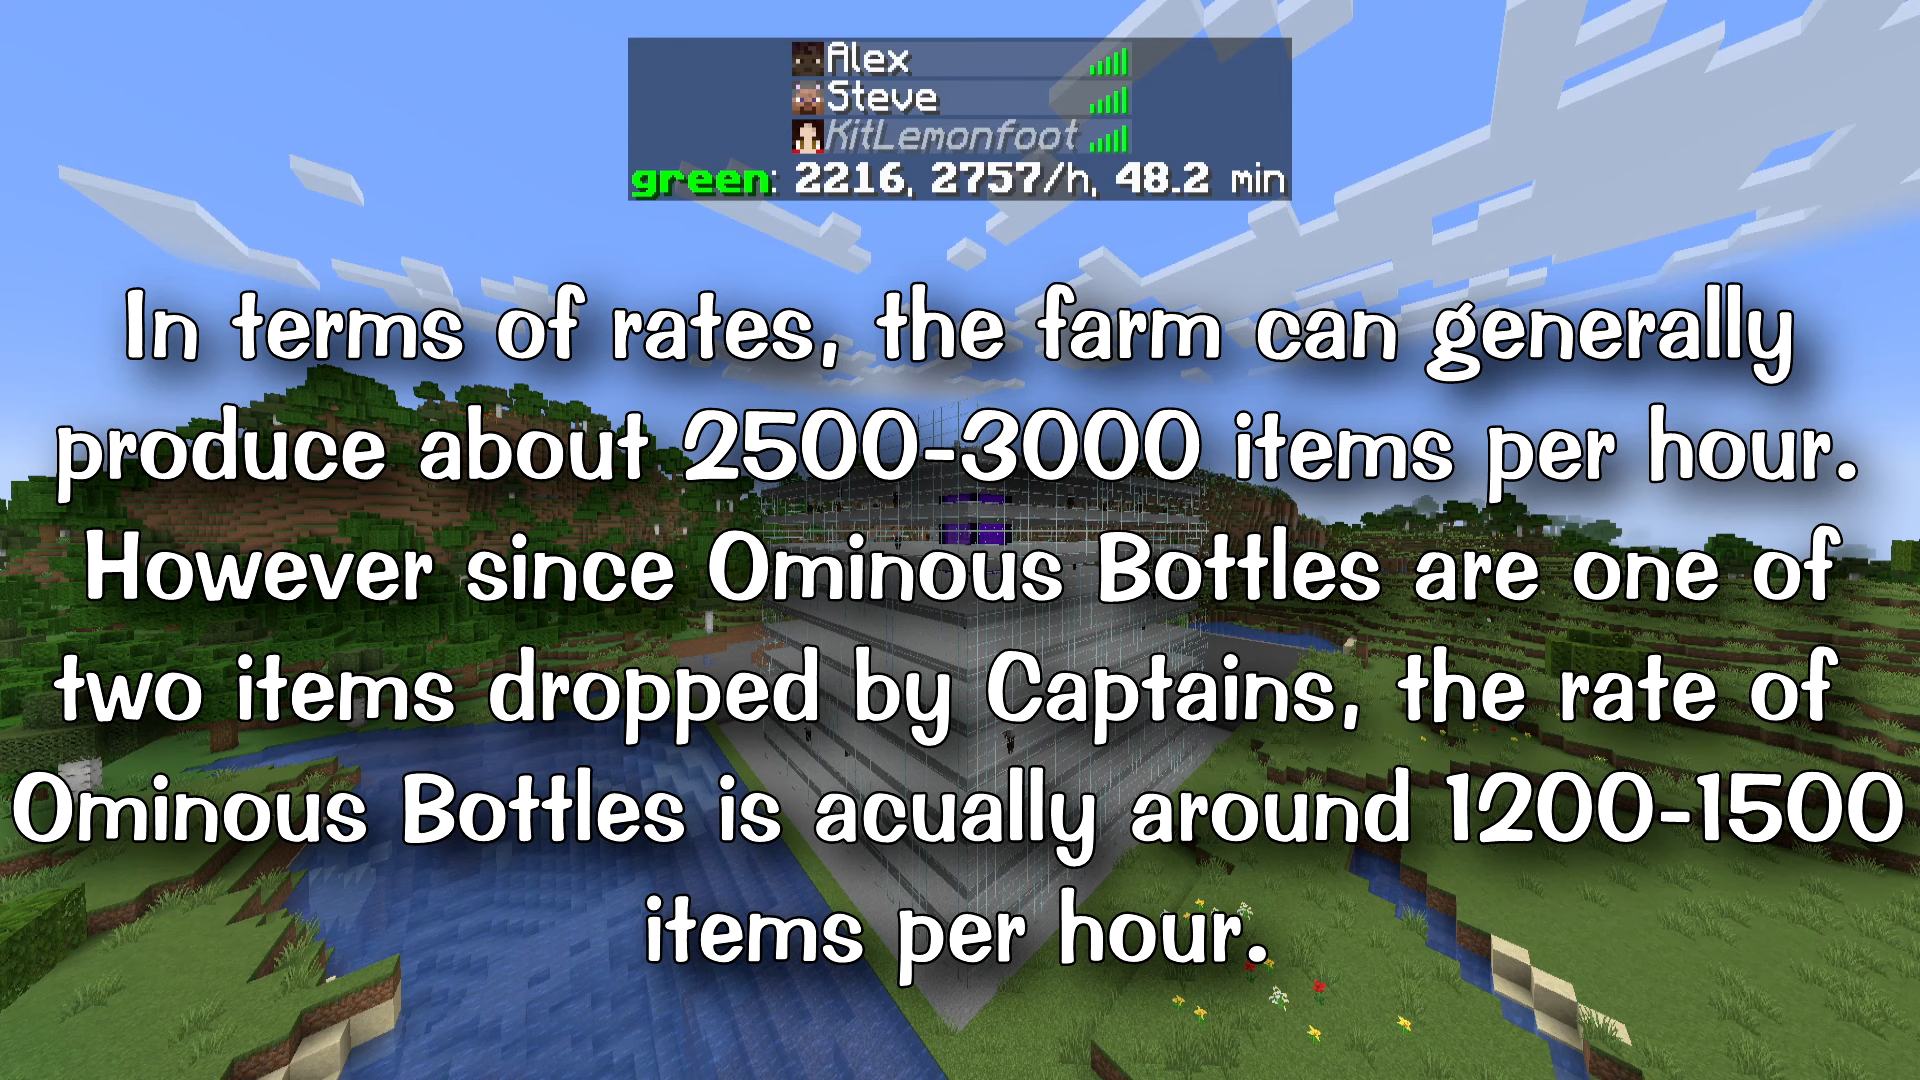 Alex
Steve
KitLemonfoot
green: 2216, 2757/h, 48.2 min
In terms of rates, the farm can generally
produce about 2500-3000 items per hour.
However since Ominous Bottles are one of
two items dropped by Captains, the rate of
Ominous Bottles is acually around 1200-1500
items per hour.